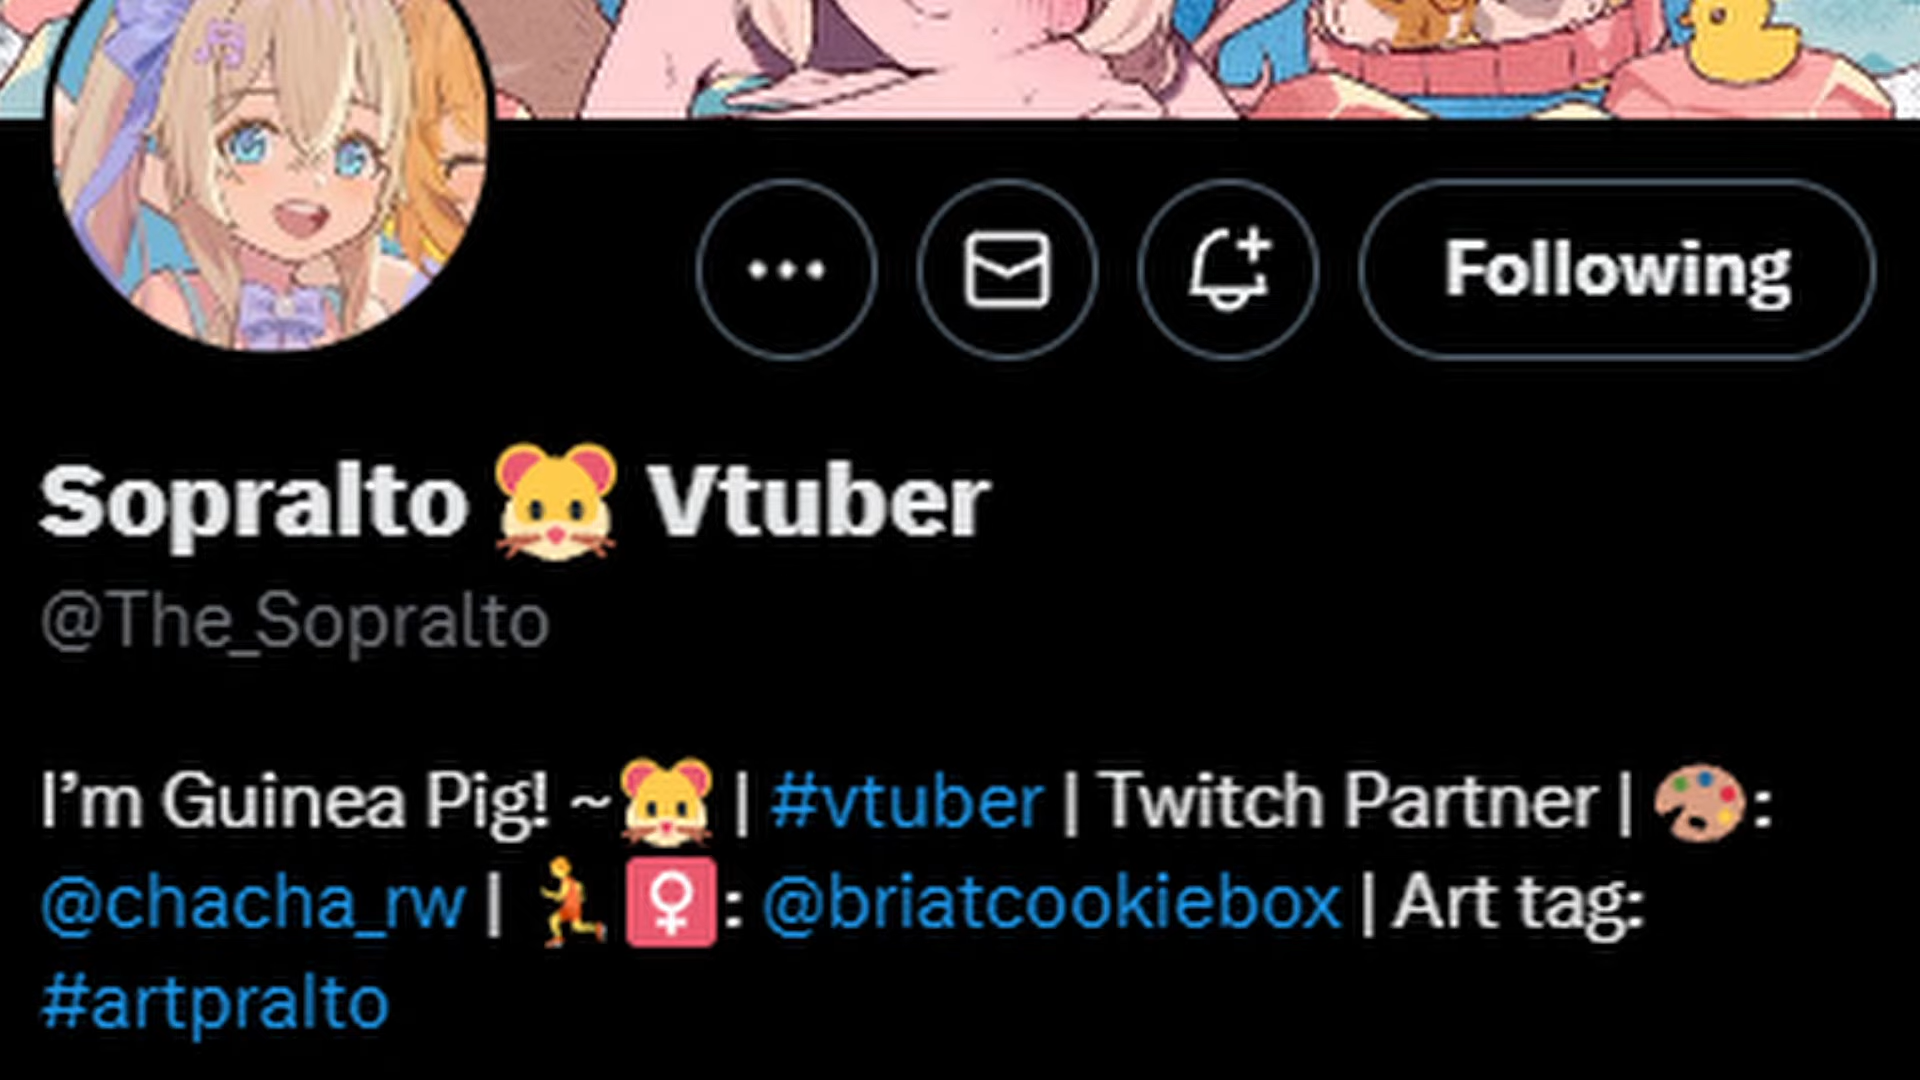 Following
Sopralto 🐹 Vtuber
@The_Sopralto
I’m Guinea Pig! ~🐹 | #vtuber | Twitch Partner | 🎨:
@chacha_rw | 🏃♀: @briatcookiebox | Art tag:
#artpralto